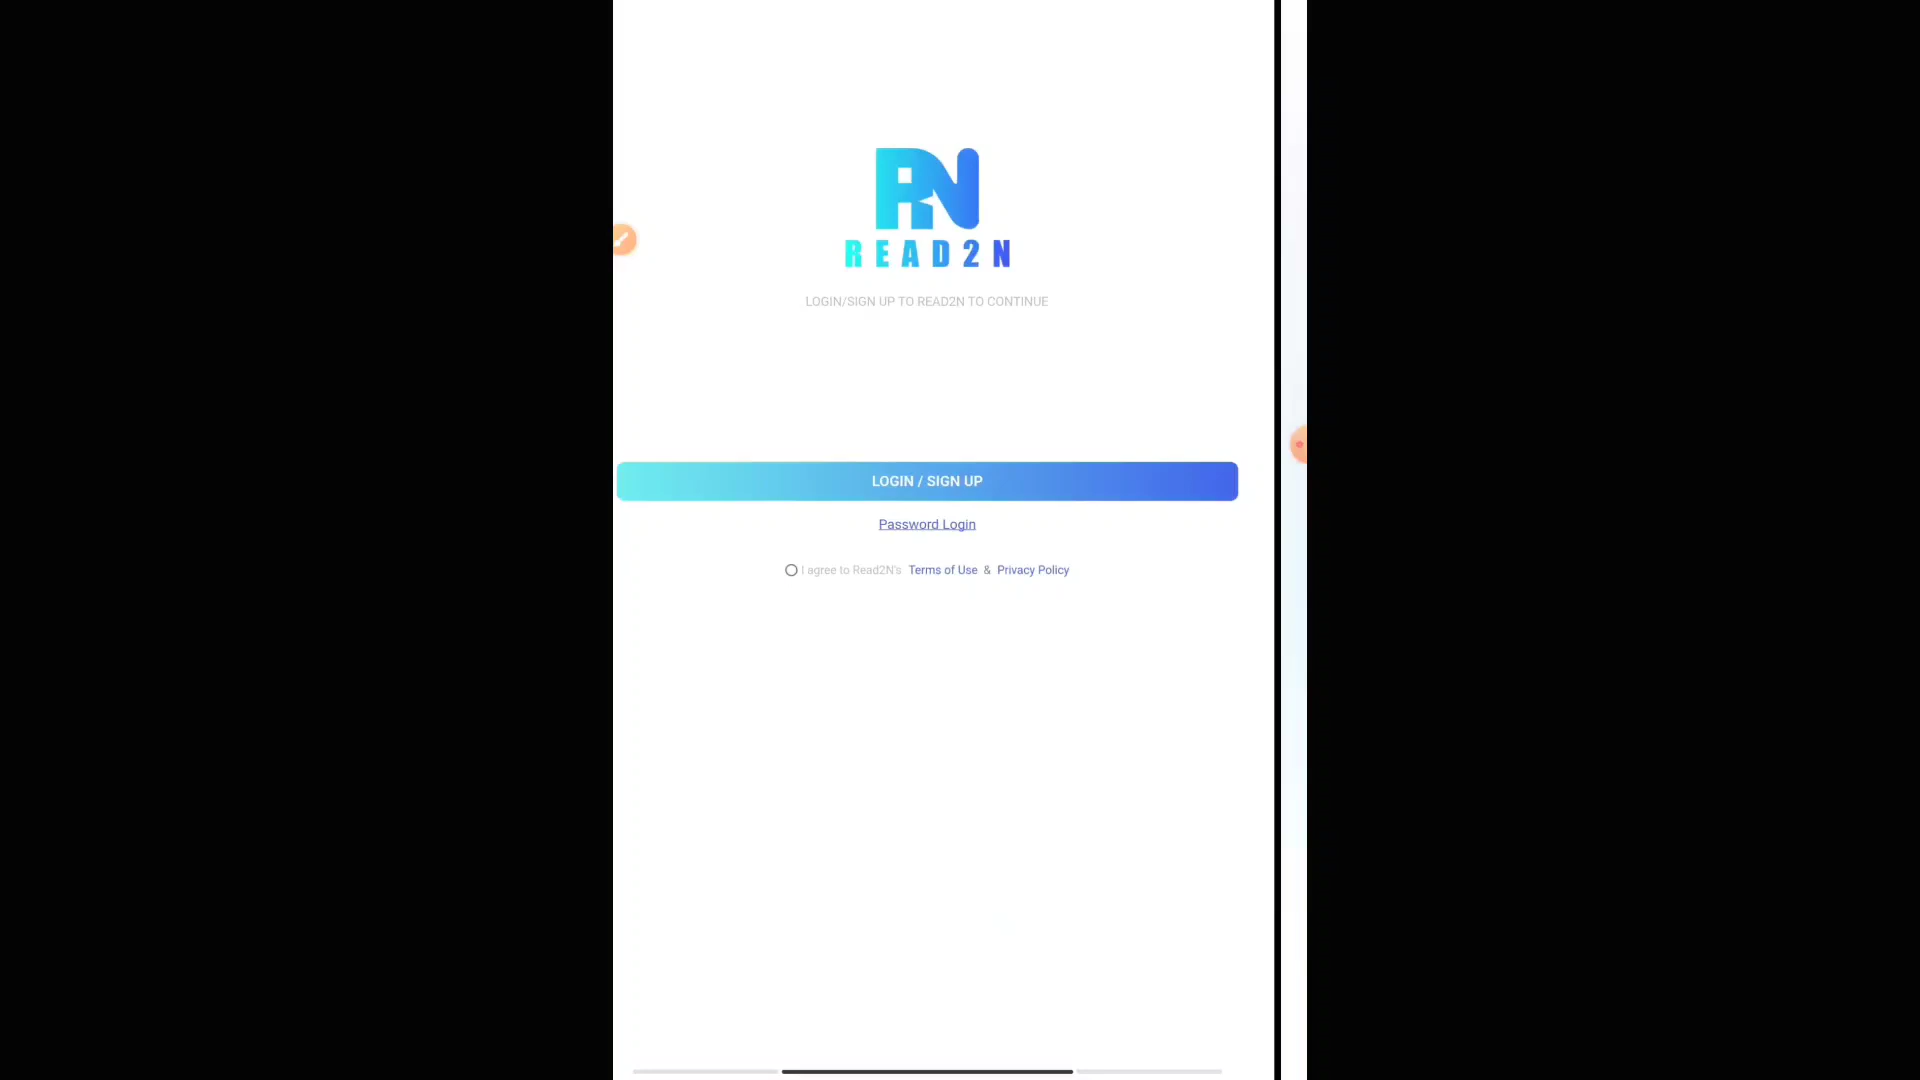 RN
READ2N
LOGIN/SIGN UP TO READ2N TO CONTINUE
LOGIN / SIGN UP
Password Login
I agree to Read2N's Terms of Use & Privacy Policy